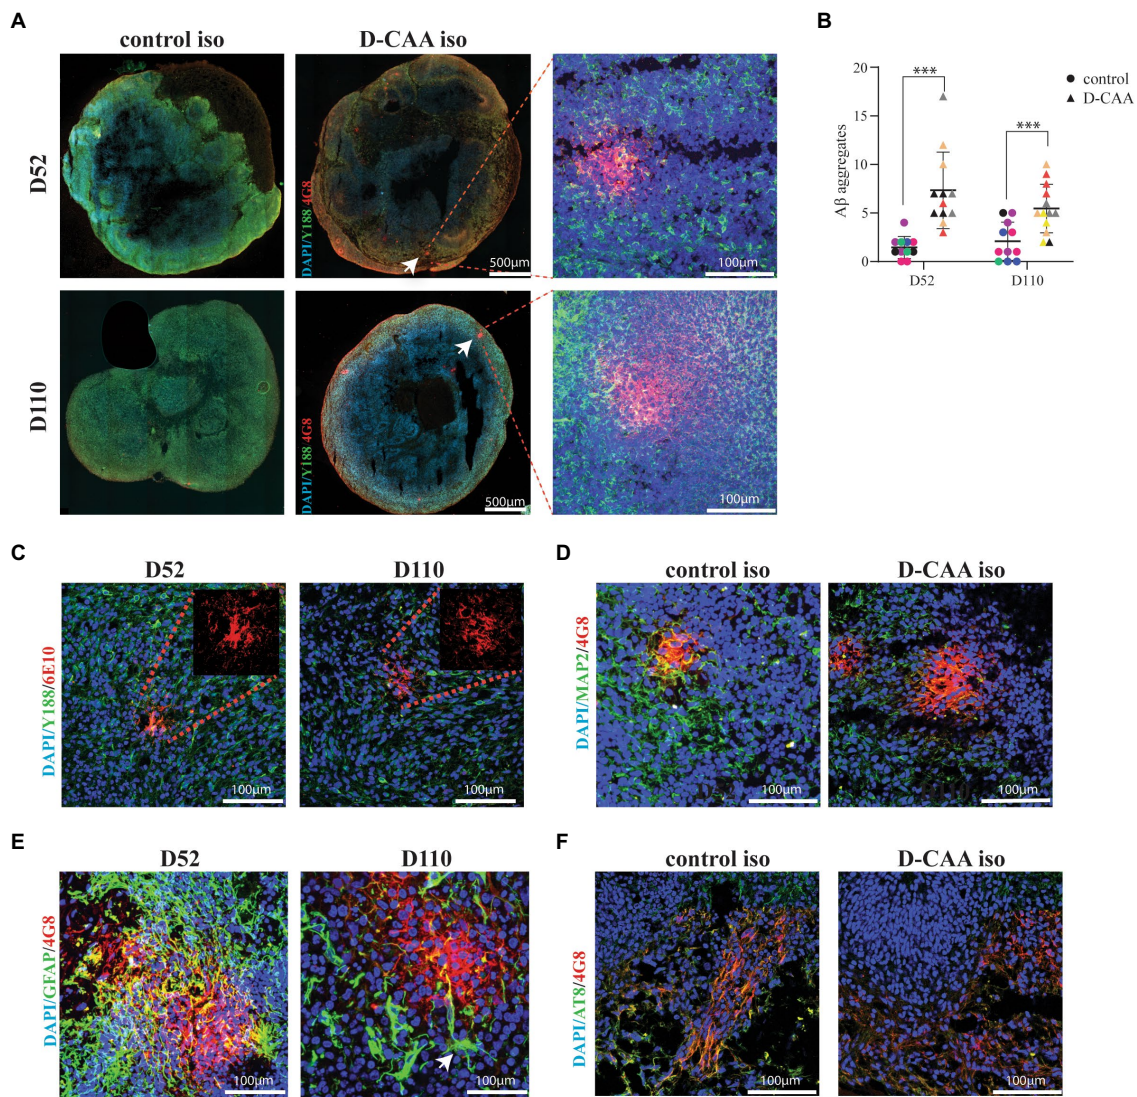 A
control iso
D-CAA iso
D52
DAPI/Y188 4G8
500µm
100µm
D110
DAPI/Y188 4G8
500µm
100µm
B
Aβ aggregates
20
15
10
5
0
***
***
D52
D110
control
D-CAA
C
D52
D110
DAPI/Y188/6E10
100µm
100µm
D
control iso
D-CAA iso
DAPI/MAP2/4G8
100µm
100µm
E
D52
D110
DAPI/GFAP/4G8
100µm
100µm
F
control iso
D-CAA iso
DAPI/AT8/4G8
100µm
100µm